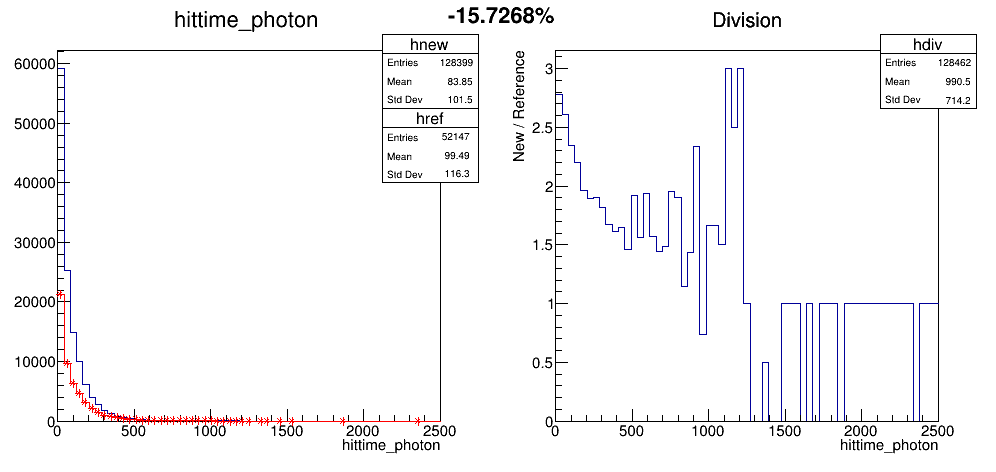 -15.7268%
hittime_photon
hnew
Entries 128399
Mean 83.85
Std Dev 101.5
href
Entries 52147
Mean 99.49
Std Dev 116.3
60000
50000
40000
30000
20000
10000
0
0 500 1000 1500 2000 2500
hittime_photon
Division
hdiv
Entries 128462
Mean 990.5
Std Dev 714.2
New / Reference
3
2.5
2
1.5
1
0.5
0
0 500 1000 1500 2000 2500
hittime_photon